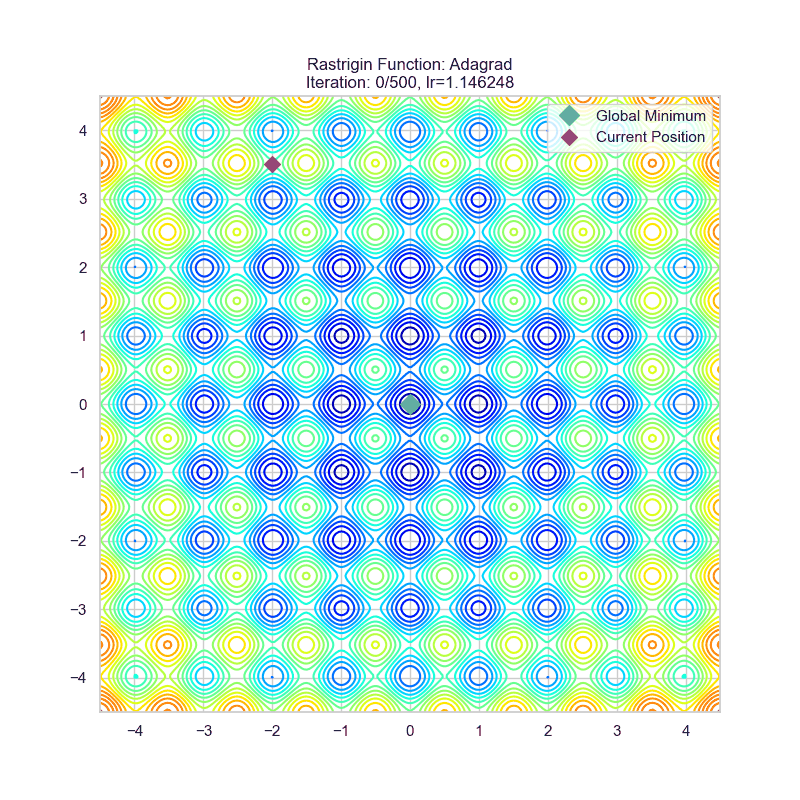 Rastrigin Function: Adagrad
Iteration: 0/500, lr=1.146248
Global Minimum
Current Position
4
3
2
1
0
−1
−2
−3
−4
−4 −3 −2 −1 0 1 2 3 4